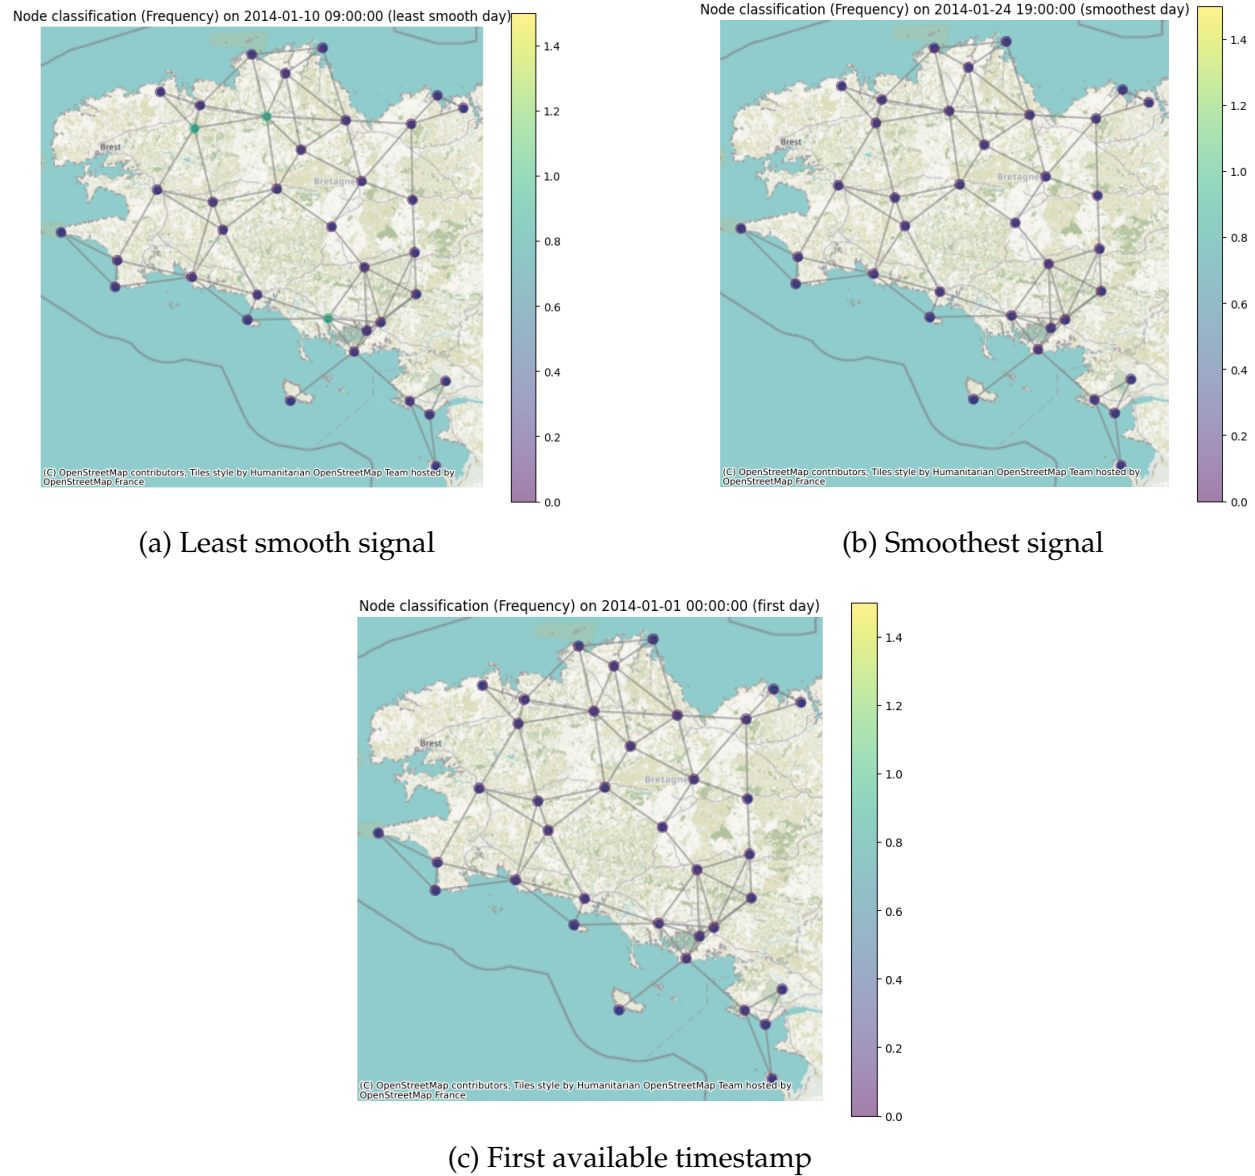 Node classification (Frequency) on 2014-01-10 09:00:00 (least smooth day)
1.4
1.2
1.0
0.8
0.6
0.4
0.2
0.0
Brest
Bretagne
(C) OpenStreetMap contributors, Tiles style by Humanitarian OpenStreetMap Team hosted by
OpenStreetMap France
(a) Least smooth signal
Node classification (Frequency) on 2014-01-24 19:00:00 (smoothest day)
1.4
1.2
1.0
0.8
0.6
0.4
0.2
0.0
Brest
Bretagne
(C) OpenStreetMap contributors, Tiles style by Humanitarian OpenStreetMap Team hosted by
OpenStreetMap France
(b) Smoothest signal
Node classification (Frequency) on 2014-01-01 00:00:00 (first day)
1.4
1.2
1.0
0.8
0.6
0.4
0.2
0.0
Brest
Bretagne
(C) OpenStreetMap contributors, Tiles style by Humanitarian OpenStreetMap Team hosted by
OpenStreetMap France
(c) First available timestamp